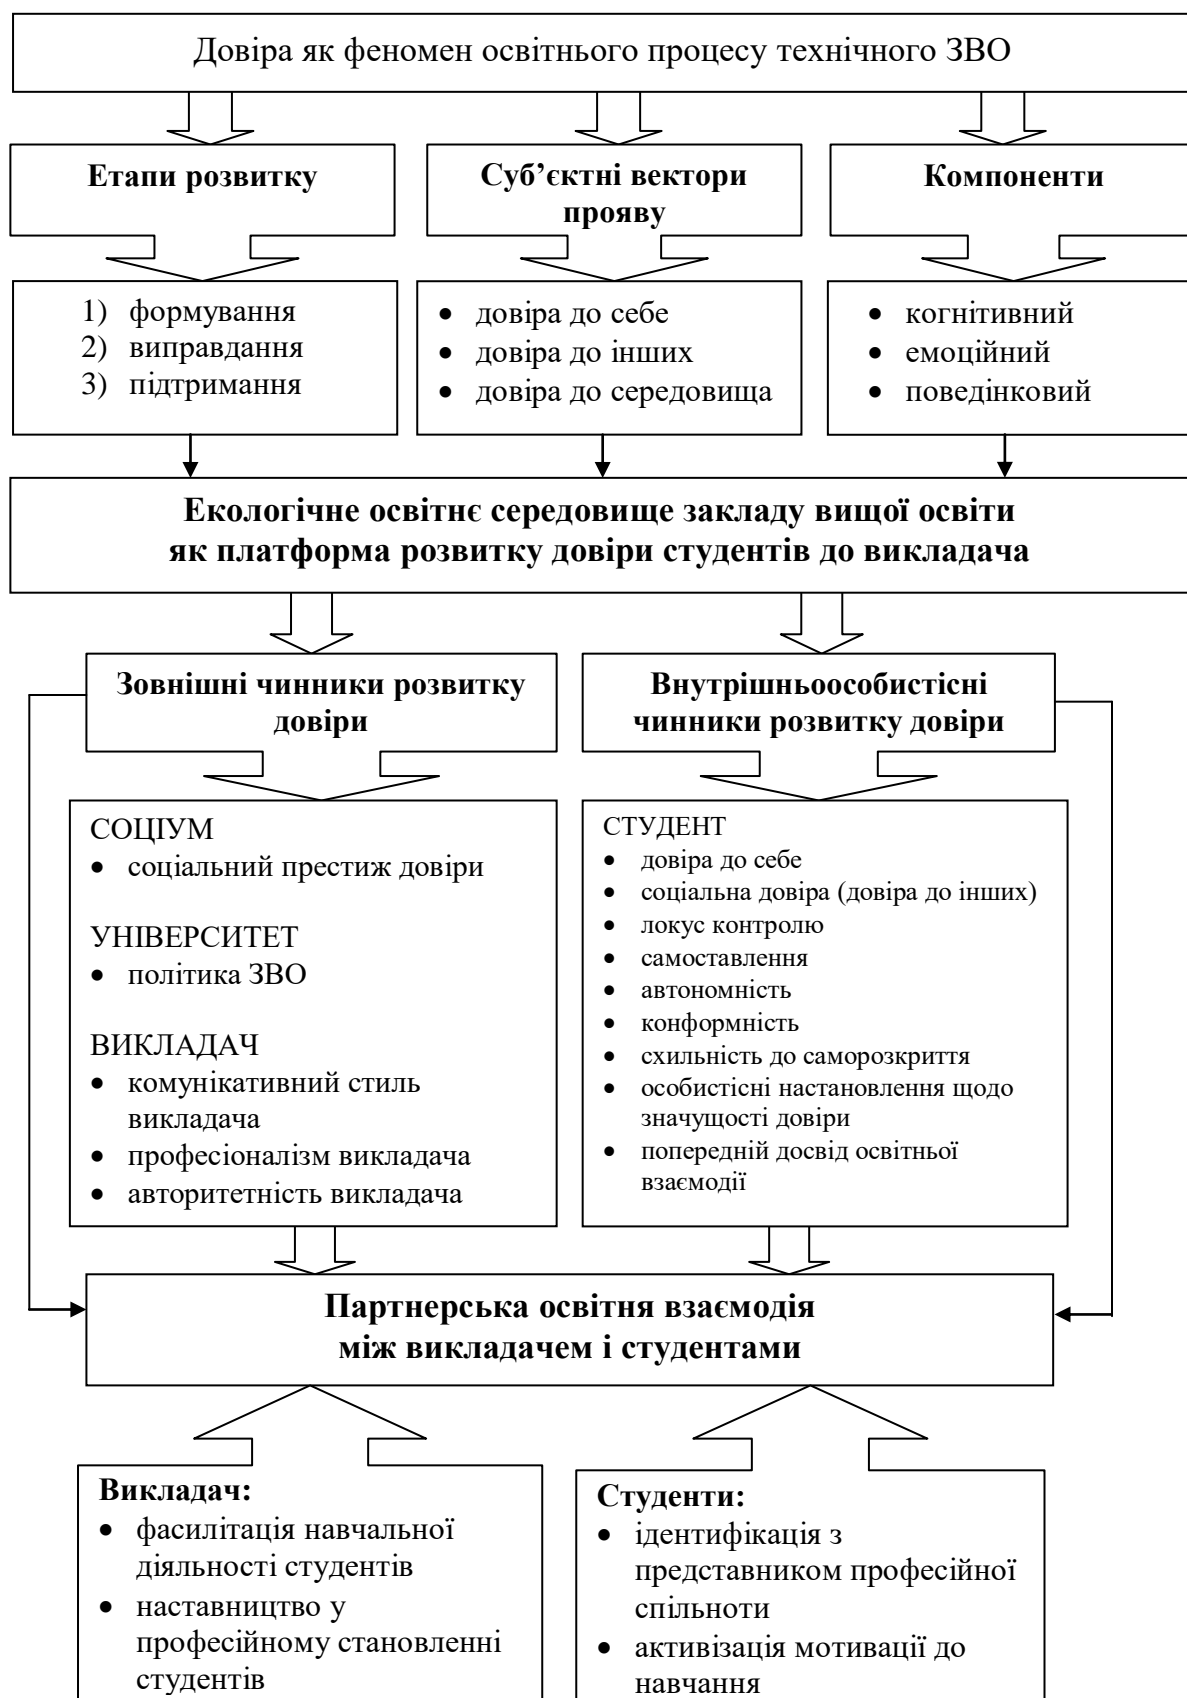 Довіра як феномен освітнього процесу технічного ЗВО
Етапи розвитку
Суб’єктні вектори
прояву
Компоненти
1) формування
2) виправдання
3) підтримання
• довіра до себе
• довіра до інших
• довіра до середовища
• когнітивний
• емоційний
• поведінковий
Екологічне освітнє середовище закладу вищої освіти
як платформа розвитку довіри студентів до викладача
Зовнішні чинники розвитку
довіри
Внутрішньоособистісні
чинники розвитку довіри
СОЦІУМ
• соціальний престиж довіри
УНІВЕРСИТЕТ
• політика ЗВО
ВИКЛАДАЧ
• комунікативний стиль
викладача
• професіоналізм викладача
• авторитетність викладача
СТУДЕНТ
• довіра до себе
• соціальна довіра (довіра до інших)
• локус контролю
• самоставлення
• автономність
• конформність
• схильність до саморозкриття
• особистісні настановлення щодо
значущості довіри
• попередній досвід освітньої
взаємодії
Партнерська освітня взаємодія
між викладачем і студентами
Викладач:
• фасилітація навчальної
діяльності студентів
• наставництво у
професійному становленні
студентів
Студенти:
• ідентифікація з
представником професійної
спільноти
• активізація мотивації до
навчання